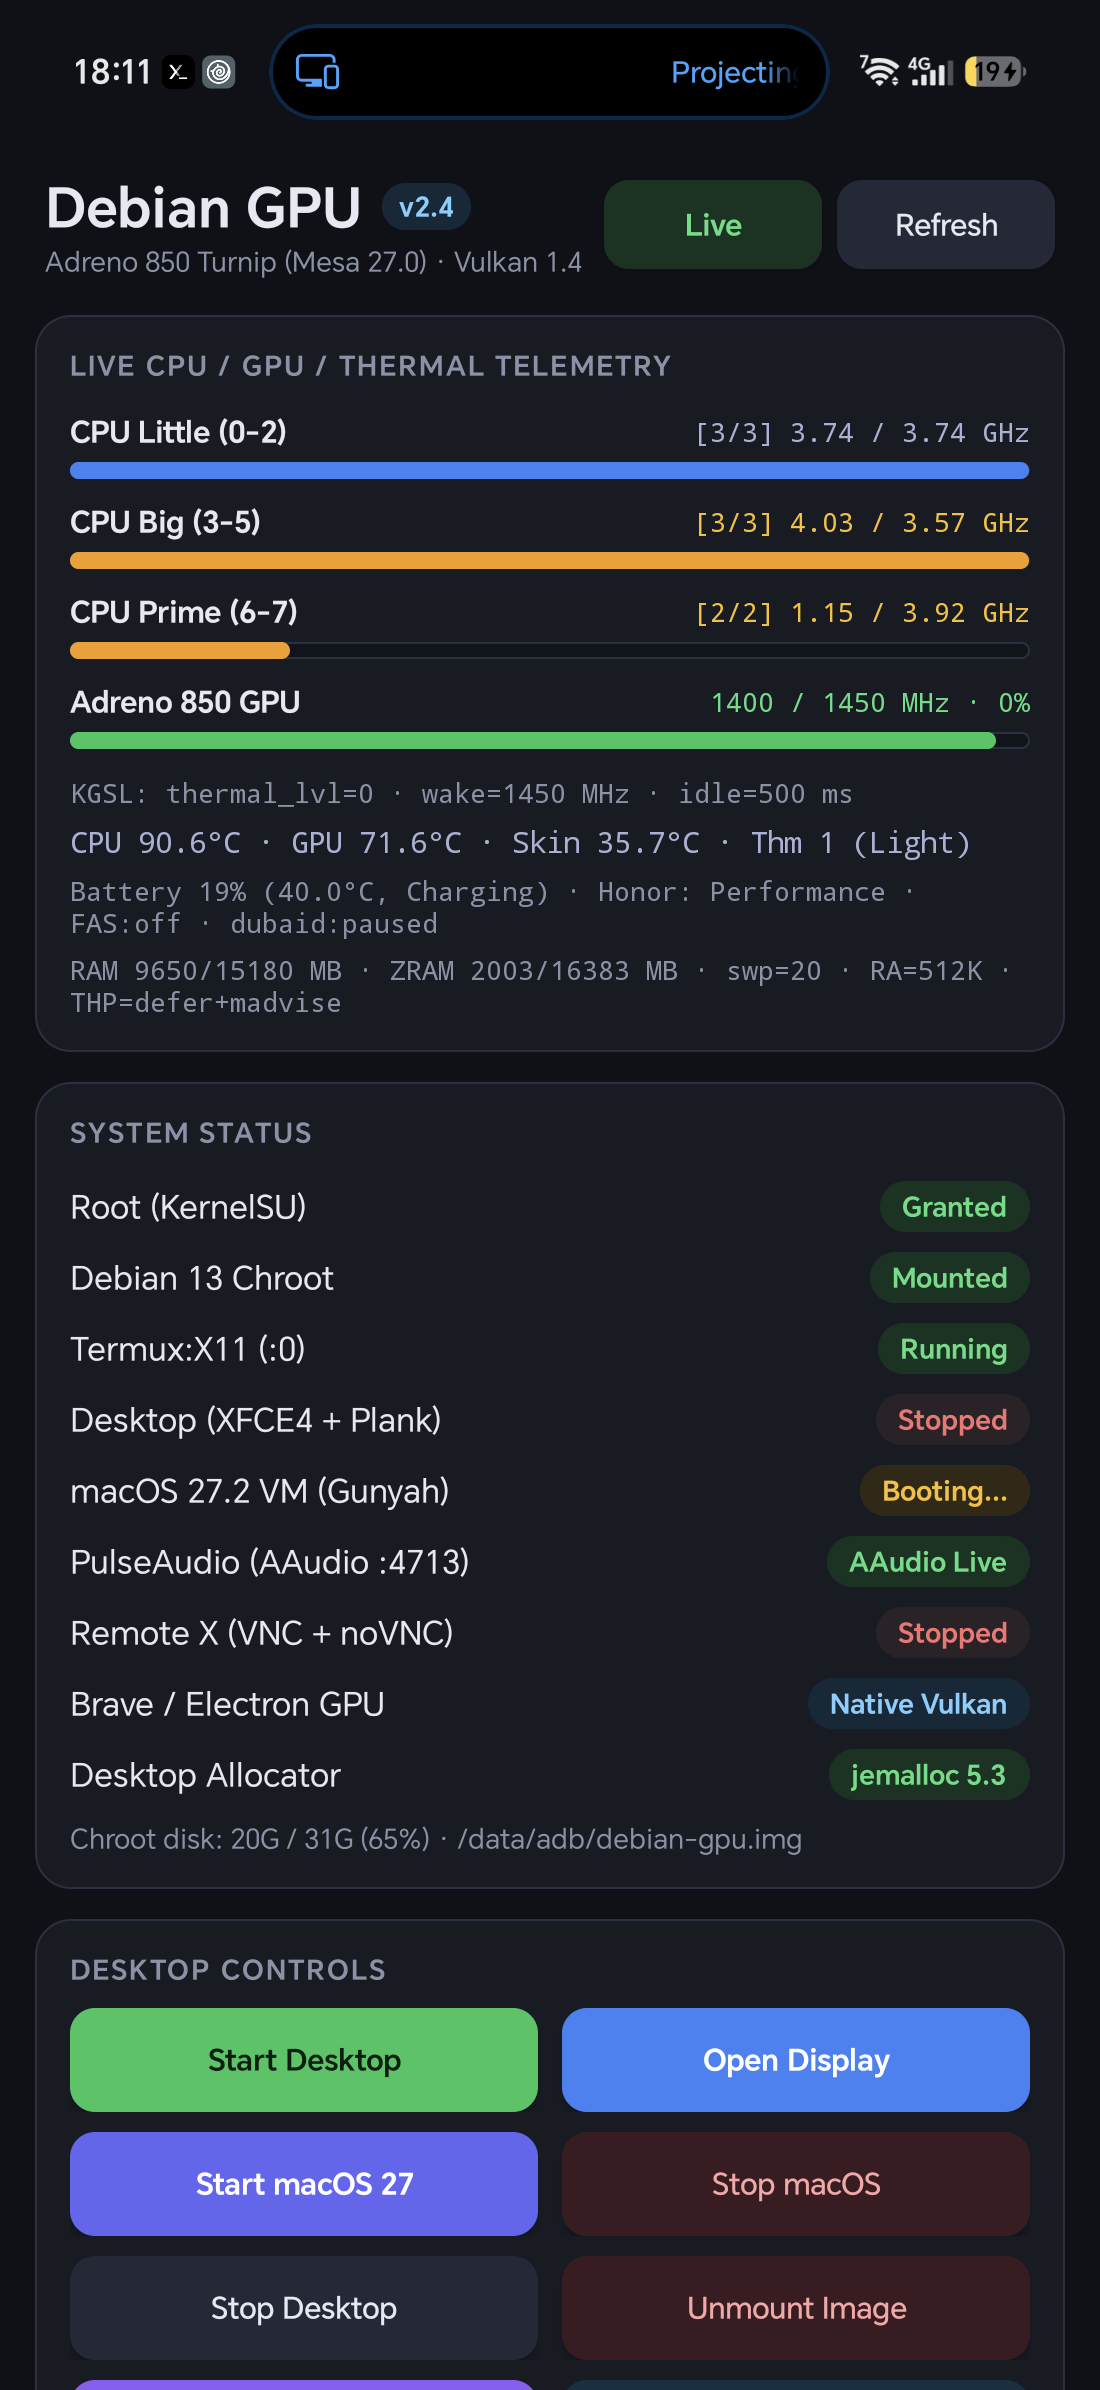 18:11
Projectin
7
4G
19
Debian GPU v2.4
Adreno 850 Turnip (Mesa 27.0) · Vulkan 1.4
Live
Refresh
LIVE CPU / GPU / THERMAL TELEMETRY
CPU Little (0-2) [3/3] 3.74 / 3.74 GHz
CPU Big (3-5) [3/3] 4.03 / 3.57 GHz
CPU Prime (6-7) [2/2] 1.15 / 3.92 GHz
Adreno 850 GPU 1400 / 1450 MHz · 0%
KGSL: thermal_lvl=0 · wake=1450 MHz · idle=500 ms
CPU 90.6°C · GPU 71.6°C · Skin 35.7°C · Thm 1 (Light)
Battery 19% (40.0°C, Charging) · Honor: Performance ·
FAS:off · dubaid:paused
RAM 9650/15180 MB · ZRAM 2003/16383 MB · swp=20 · RA=512K ·
THP=defer+madvise
SYSTEM STATUS
Root (KernelSU) Granted
Debian 13 Chroot Mounted
Termux:X11 (:0) Running
Desktop (XFCE4 + Plank) Stopped
macOS 27.2 VM (Gunyah) Booting...
PulseAudio (AAudio :4713) AAudio Live
Remote X (VNC + noVNC) Stopped
Brave / Electron GPU Native Vulkan
Desktop Allocator jemalloc 5.3
Chroot disk: 20G / 31G (65%) · /data/adb/debian-gpu.img
DESKTOP CONTROLS
Start Desktop
Open Display
Start macOS 27
Stop macOS
Stop Desktop
Unmount Image